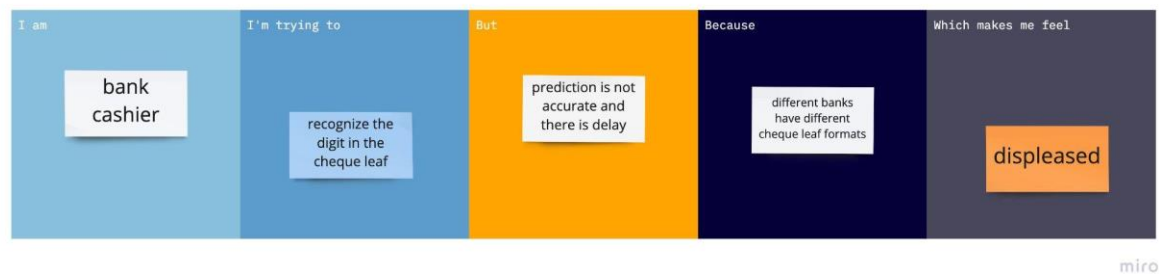 I am
bank
cashier
I'm trying to
recognize the
digit in the
cheque leaf
But
prediction is not
accurate and
there is delay
Because
different banks
have different
cheque leaf formats
Which makes me feel
displeased
miro